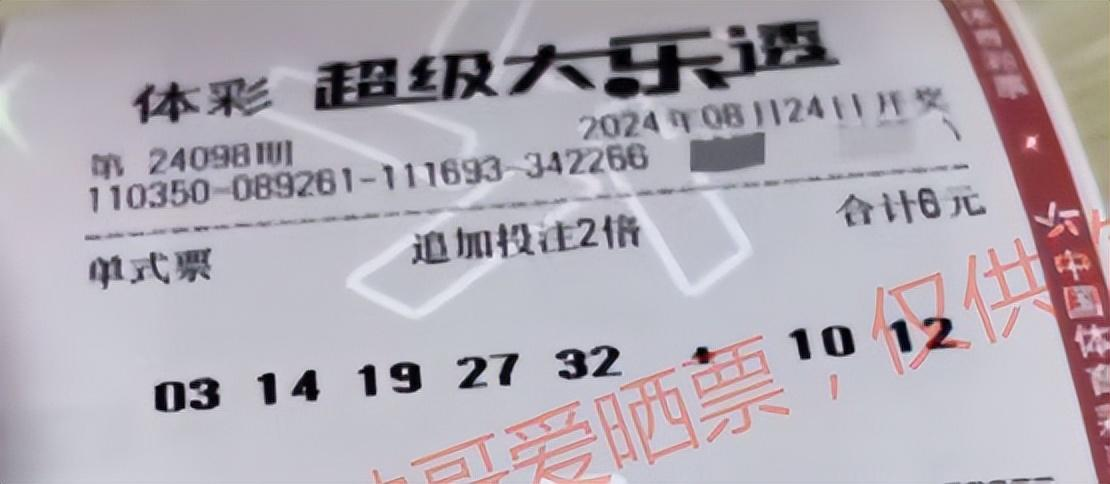 体彩 超级大乐透
第 24098期 2024年08月24日开奖
110350-089261-111693-342266
单式票 追加投注2倍 合计6元
03 14 19 27 32 + 10 12
哥爱晒票，仅供
中国体育彩